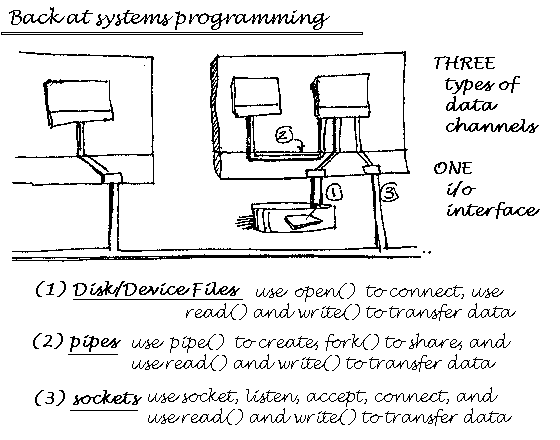 Back at systems programming
THREE
types of
data
channels
ONE
i/o
interface
(2)
(1)
(3)
(1) Disk/Device Files use open() to connect, use
read() and write() to transfer data
(2) pipes use pipe() to create, fork() to share, and
use read() and write() to transfer data
(3) sockets use socket, listen, accept, connect, and
use read() and write() to transfer data